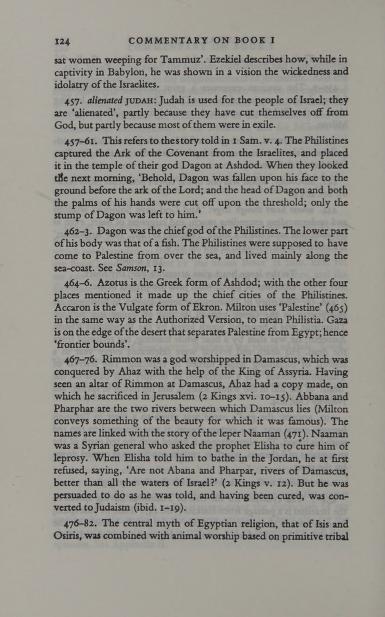 124 COMMENTARY ON BOOK I
sat women weeping for Tammuz’. Ezekiel describes how, while in
captivity in Babylon, he was shown in a vision the wickedness and
idolatry of the Israelites.
457. alienated JUDAH: Judah is used for the people of Israel; they
are ‘alienated’, partly because they have cut themselves off from
God, but partly because most of them were in exile.
457–61. This refers to the story told in 1 Sam. v. 4. The Philistines
captured the Ark of the Covenant from the Israelites, and placed
it in the temple of their god Dagon at Ashdod. When they looked
the next morning, ‘Behold, Dagon was fallen upon his face to the
ground before the ark of the Lord; and the head of Dagon and both
the palms of his hands were cut off upon the threshold; only the
stump of Dagon was left to him.’
462–3. Dagon was the chief god of the Philistines. The lower part
of his body was that of a fish. The Philistines were supposed to have
come to Palestine from over the sea, and lived mainly along the
sea-coast. See Samson, 13.
464–6. Azotus is the Greek form of Ashdod; with the other four
places mentioned it made up the chief cities of the Philistines.
Accaron is the Vulgate form of Ekron. Milton uses ‘Palestine’ (465)
in the same way as the Authorized Version, to mean Philistia. Gaza
is on the edge of the desert that separates Palestine from Egypt; hence
‘frontier bounds’.
467–76. Rimmon was a god worshipped in Damascus, which was
conquered by Ahaz with the help of the King of Assyria. Having
seen an altar of Rimmon at Damascus, Ahaz had a copy made, on
which he sacrificed in Jerusalem (2 Kings xvi. 10–15). Abbana and
Pharphar are the two rivers between which Damascus lies (Milton
conveys something of the beauty for which it was famous). The
names are linked with the story of the leper Naaman (471). Naaman
was a Syrian general who asked the prophet Elisha to cure him of
leprosy. When Elisha told him to bathe in the Jordan, he at first
refused, saying, ‘Are not Abana and Pharpar, rivers of Damascus,
better than all the waters of Israel?’ (2 Kings v. 12). But he was
persuaded to do as he was told, and having been cured, was con-
verted to Judaism (ibid. 1–19).
476–82. The central myth of Egyptian religion, that of Isis and
Osiris, was combined with animal worship based on primitive tribal